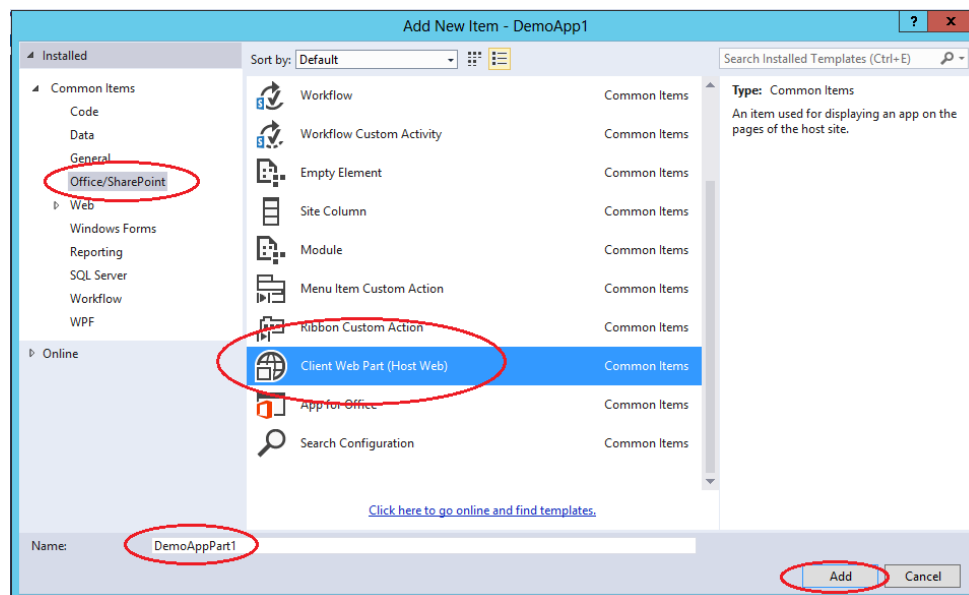 Add New Item - DemoApp1
? x
Installed
Common Items
Code
Data
General
Office/SharePoint
Web
Windows Forms
Reporting
SQL Server
Workflow
WPF
Online
Sort by: Default
Workflow Common Items
Workflow Custom Activity Common Items
Empty Element Common Items
Site Column Common Items
Module Common Items
Menu Item Custom Action Common Items
Ribbon Custom Action Common Items
Client Web Part (Host Web) Common Items
App for Office Common Items
Search Configuration Common Items
Click here to go online and find templates.
Search Installed Templates (Ctrl+E)
Type: Common Items
An item used for displaying an app on the
pages of the host site.
Name: DemoAppPart1
Add Cancel